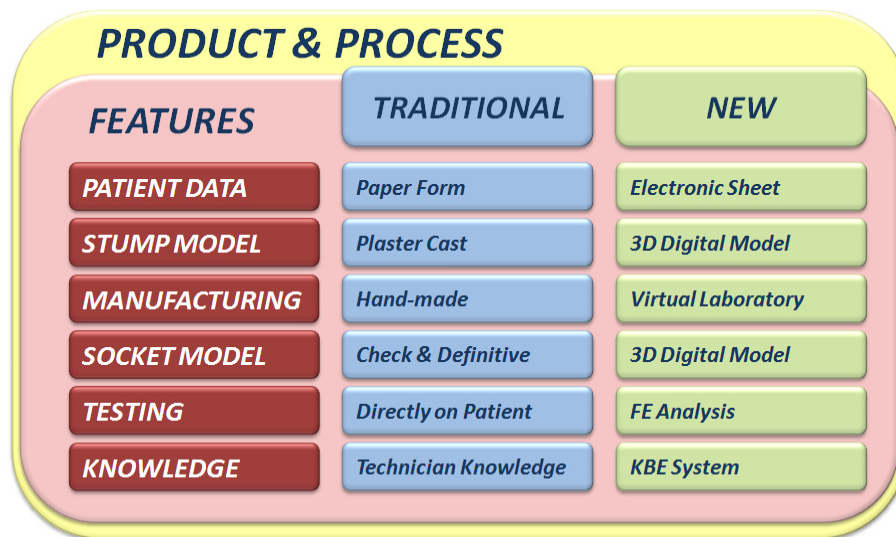 PRODUCT & PROCESS
FEATURES TRADITIONAL NEW
PATIENT DATA Paper Form Electronic Sheet
STUMP MODEL Plaster Cast 3D Digital Model
MANUFACTURING Hand-made Virtual Laboratory
SOCKET MODEL Check & Definitive 3D Digital Model
TESTING Directly on Patient FE Analysis
KNOWLEDGE Technician Knowledge KBE System